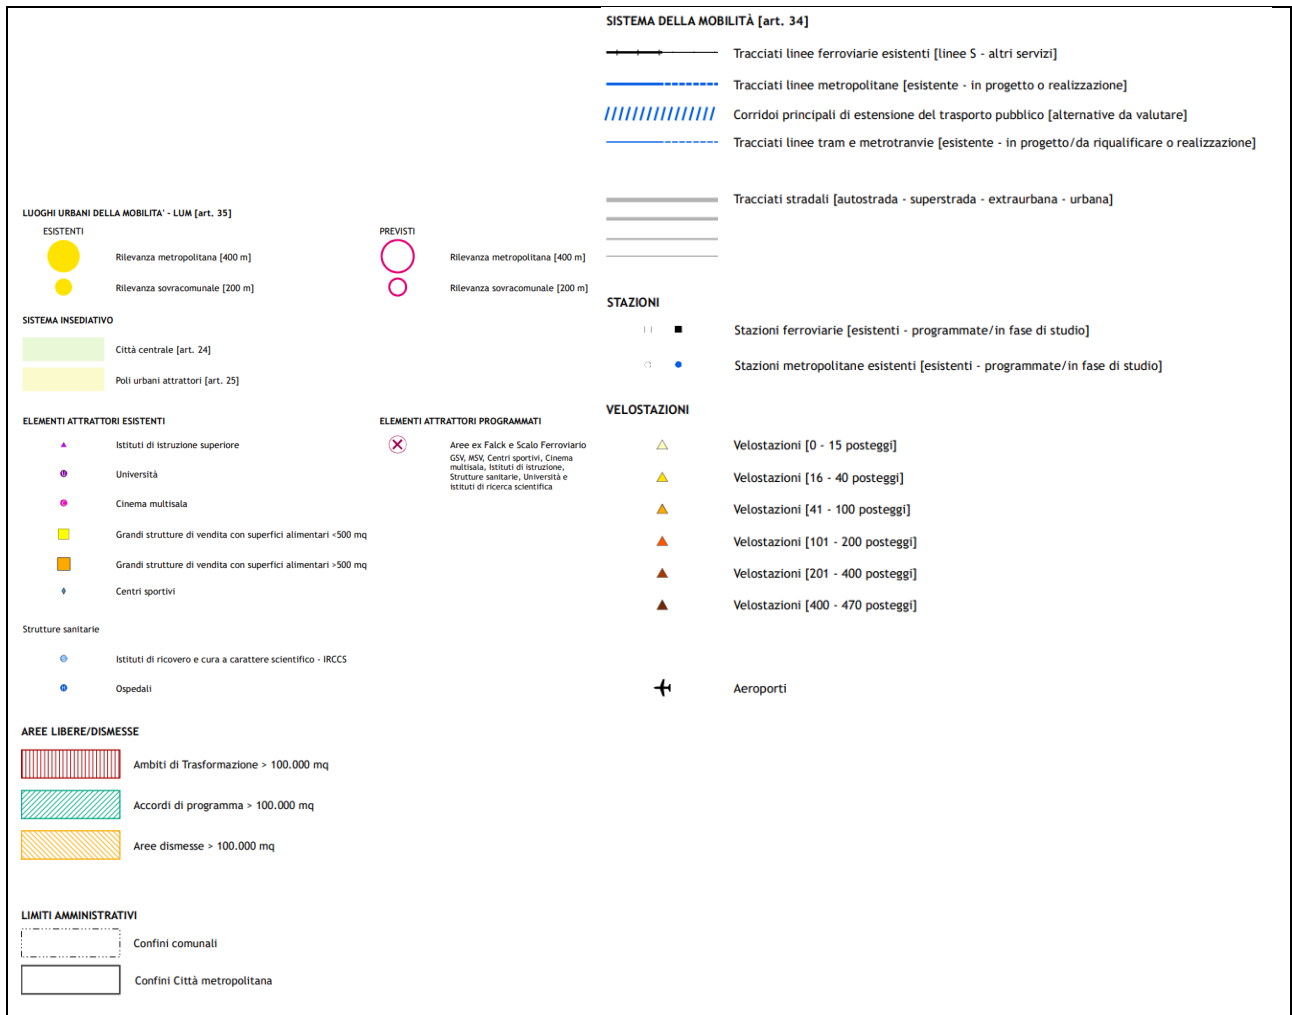 SISTEMA DELLA MOBILITÀ [art. 34]
Tracciati linee ferroviarie esistenti [linee S - altri servizi]
Tracciati linee metropolitane [esistente - in progetto o realizzazione]
Corridoi principali di estensione del trasporto pubblico [alternative da valutare]
Tracciati linee tram e metrotranvie [esistente - in progetto/da riqualificare o realizzazione]
Tracciati stradali [autostrada - superstrada - extraurbana - urbana]
LUOGHI URBANI DELLA MOBILITA' - LUM [art. 35]
ESISTENTI
PREVISTI
Rilevanza metropolitana [400 m]
Rilevanza metropolitana [400 m]
Rilevanza sovracomunale [200 m]
Rilevanza sovracomunale [200 m]
SISTEMA INSEDIATIVO
Città centrale [art. 24]
Poli urbani attrattori [art. 25]
STAZIONI
Stazioni ferroviarie [esistenti - programmate/in fase di studio]
Stazioni metropolitane esistenti [esistenti - programmate/in fase di studio]
ELEMENTI ATTRATTORI ESISTENTI
Istituti di istruzione superiore
U
Università
C
Cinema multisala
Grandi strutture di vendita con superfici alimentari <500 mq
Grandi strutture di vendita con superfici alimentari >500 mq
Centri sportivi
ELEMENTI ATTRATTORI PROGRAMMATI
Aree ex Falck e Scalo Ferroviario
GSV, MSV, Centri sportivi, Cinema
multisala, Istituti di istruzione,
Strutture sanitarie, Università e
istituti di ricerca scientifica
VELOSTAZIONI
Velostazioni [0 - 15 posteggi]
Velostazioni [16 - 40 posteggi]
Velostazioni [41 - 100 posteggi]
Velostazioni [101 - 200 posteggi]
Velostazioni [201 - 400 posteggi]
Velostazioni [400 - 470 posteggi]
Strutture sanitarie
Istituti di ricovero e cura a carattere scientifico - IRCCS
H
Ospedali
Aeroporti
AREE LIBERE/DISMESSE
Ambiti di Trasformazione > 100.000 mq
Accordi di programma > 100.000 mq
Aree dismesse > 100.000 mq
LIMITI AMMINISTRATIVI
Confini comunali
Confini Città metropolitana